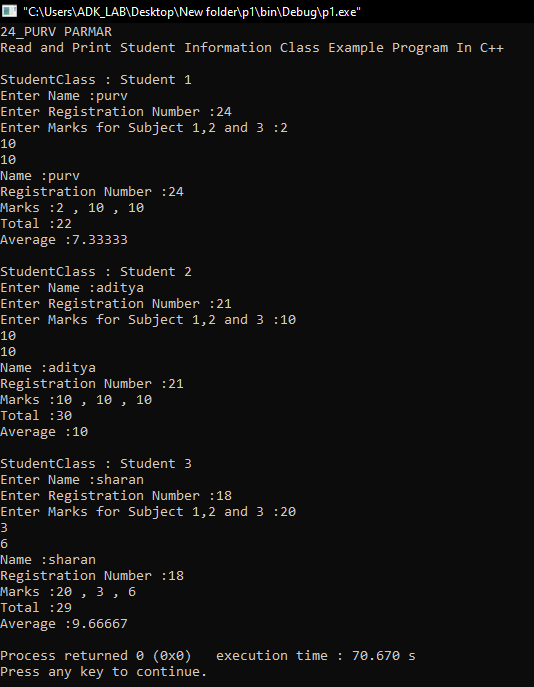 "C:\Users\ADK_LAB\Desktop\New folder\p1\bin\Debug\p1.exe"
24_PURV PARMAR
Read and Print Student Information Class Example Program In C++

StudentClass : Student 1
Enter Name :purv
Enter Registration Number :24
Enter Marks for Subject 1,2 and 3 :2
10
10
Name :purv
Registration Number :24
Marks :2 , 10 , 10
Total :22
Average :7.33333

StudentClass : Student 2
Enter Name :aditya
Enter Registration Number :21
Enter Marks for Subject 1,2 and 3 :10
10
10
Name :aditya
Registration Number :21
Marks :10 , 10 , 10
Total :30
Average :10

StudentClass : Student 3
Enter Name :sharan
Enter Registration Number :18
Enter Marks for Subject 1,2 and 3 :20
3
6
Name :sharan
Registration Number :18
Marks :20 , 3 , 6
Total :29
Average :9.66667

Process returned 0 (0x0)   execution time : 70.670 s
Press any key to continue.